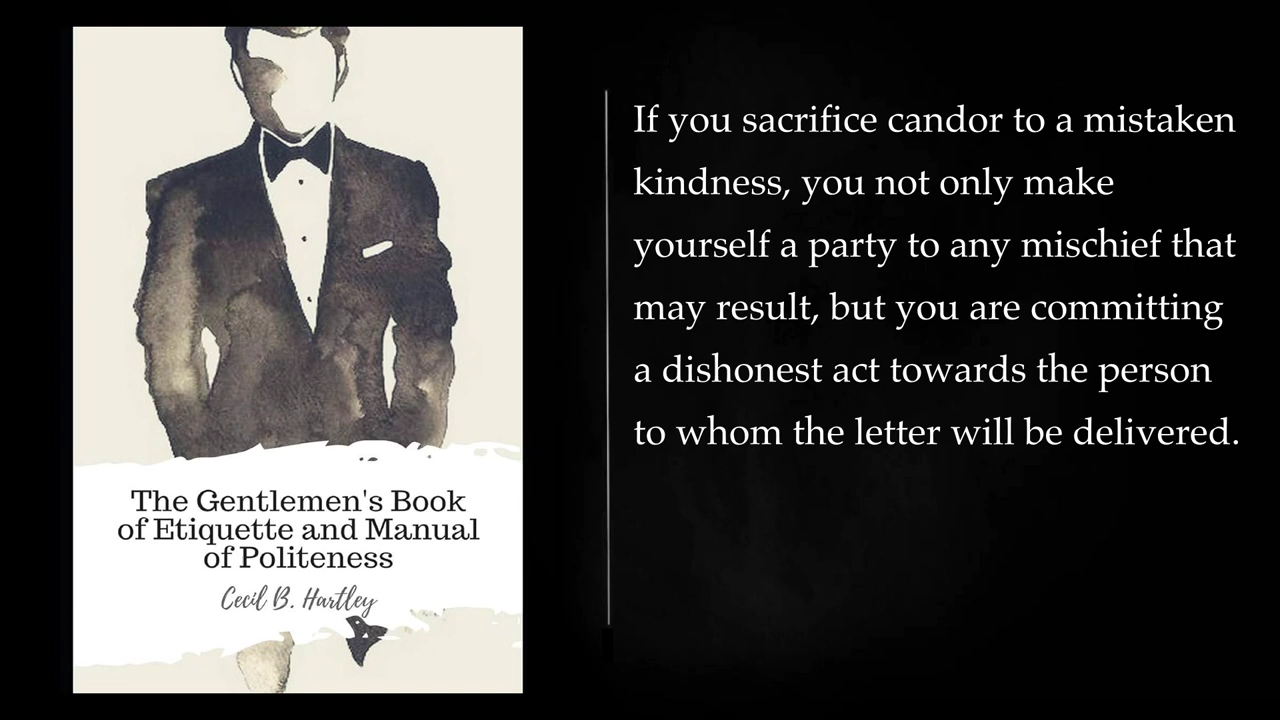 The Gentlemen's Book
of Etiquette and Manual
of Politeness
Cecil B. Hartley
If you sacrifice candor to a mistaken
kindness, you not only make
yourself a party to any mischief that
may result, but you are committing
a dishonest act towards the person
to whom the letter will be delivered.